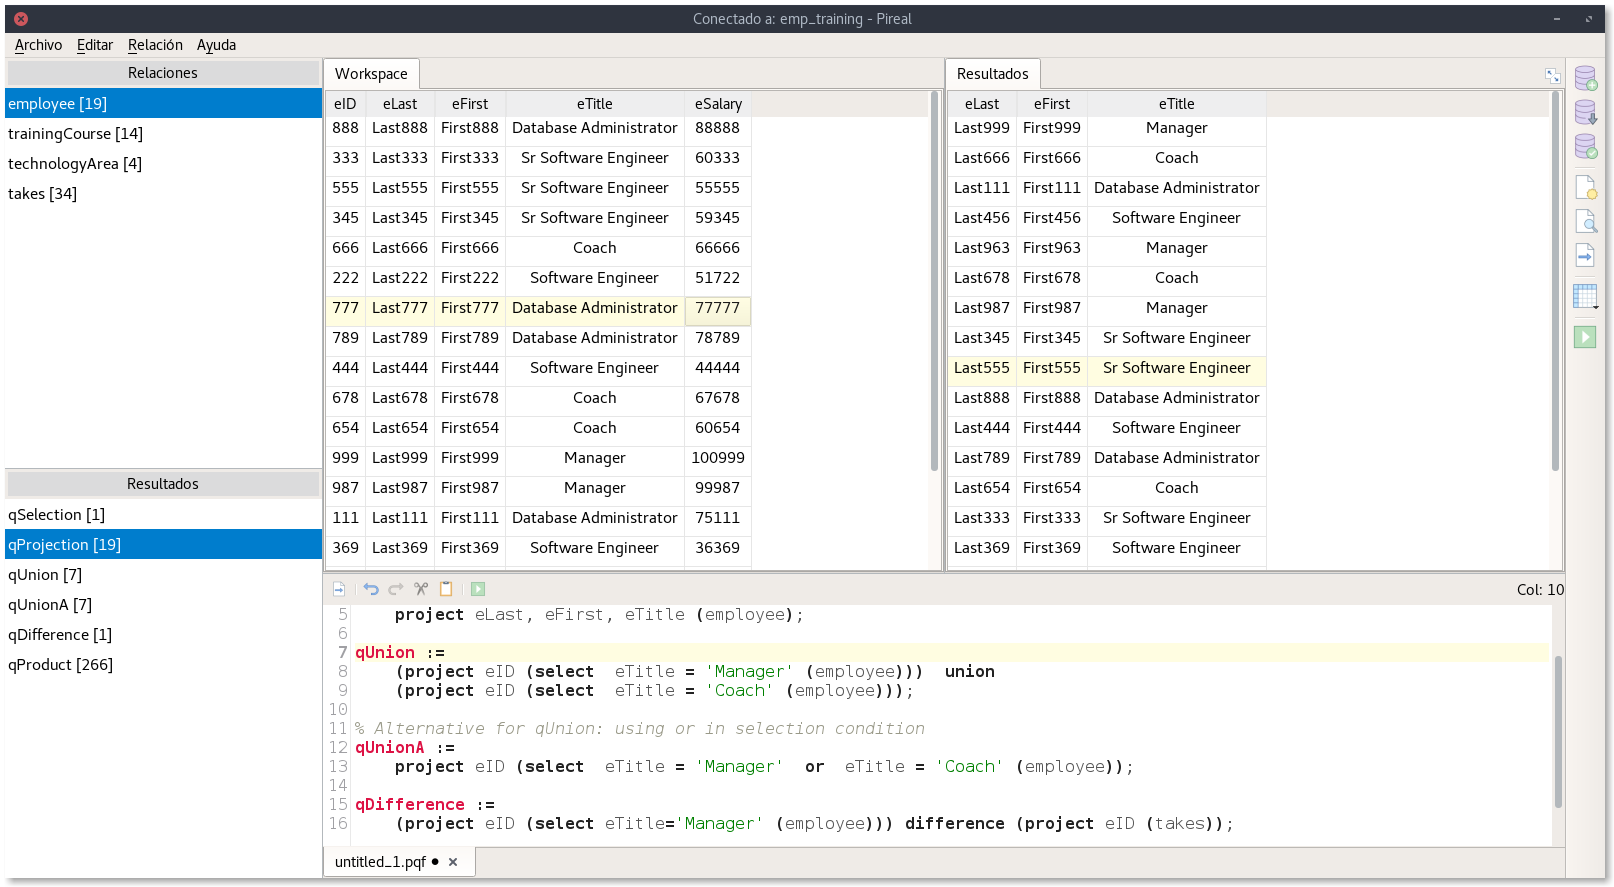 Conectado a: emp_training - Pireal
Archivo Editar Relación Ayuda
Relaciones
employee [19]
trainingCourse [14]
technologyArea [4]
takes [34]
Resultados
qSelection [1]
qProjection [19]
qUnion [7]
qUnionA [7]
qDifference [1]
qProduct [266]
Workspace
eID eLast eFirst eTitle eSalary
888 Last888 First888 Database Administrator 88888
333 Last333 First333 Sr Software Engineer 60333
555 Last555 First555 Sr Software Engineer 55555
345 Last345 First345 Sr Software Engineer 59345
666 Last666 First666 Coach 66666
222 Last222 First222 Software Engineer 51722
777 Last777 First777 Database Administrator 77777
789 Last789 First789 Database Administrator 78789
444 Last444 First444 Software Engineer 44444
678 Last678 First678 Coach 67678
654 Last654 First654 Coach 60654
999 Last999 First999 Manager 100999
987 Last987 First987 Manager 99987
111 Last111 First111 Database Administrator 75111
369 Last369 First369 Software Engineer 36369
Resultados
eLast eFirst eTitle
Last999 First999 Manager
Last666 First666 Coach
Last111 First111 Database Administrator
Last456 First456 Software Engineer
Last963 First963 Manager
Last678 First678 Coach
Last987 First987 Manager
Last345 First345 Sr Software Engineer
Last555 First555 Sr Software Engineer
Last888 First888 Database Administrator
Last444 First444 Software Engineer
Last789 First789 Database Administrator
Last654 First654 Coach
Last333 First333 Sr Software Engineer
Last369 First369 Software Engineer
Col: 10
5 project eLast, eFirst, eTitle (employee);
6
7 qUnion :=
8 (project eID (select eTitle = 'Manager' (employee))) union
9 (project eID (select eTitle = 'Coach' (employee)));
10
11 % Alternative for qUnion: using or in selection condition
12 qUnionA :=
13 project eID (select eTitle = 'Manager' or eTitle = 'Coach' (employee));
14
15 qDifference :=
16 (project eID (select eTitle='Manager' (employee))) difference (project eID (takes));
untitled_1.pqf ●